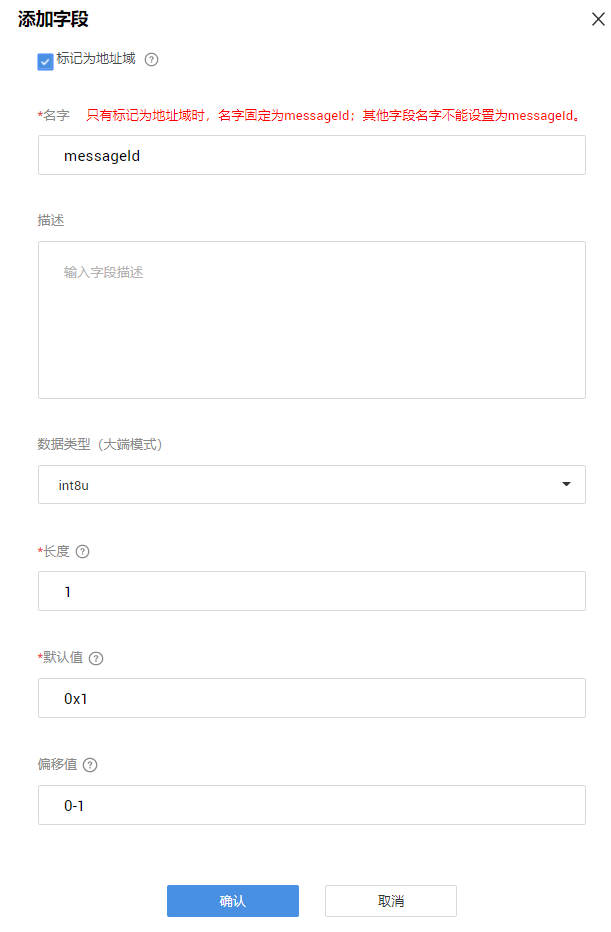 添加字段
标记为地址域
*名字 只有标记为地址域时，名字固定为messageId；其他字段名字不能设置为messageId。
messageId
描述
输入字段描述
数据类型（大端模式）
int8u
*长度
1
*默认值
0x1
偏移值
0-1
确认 取消